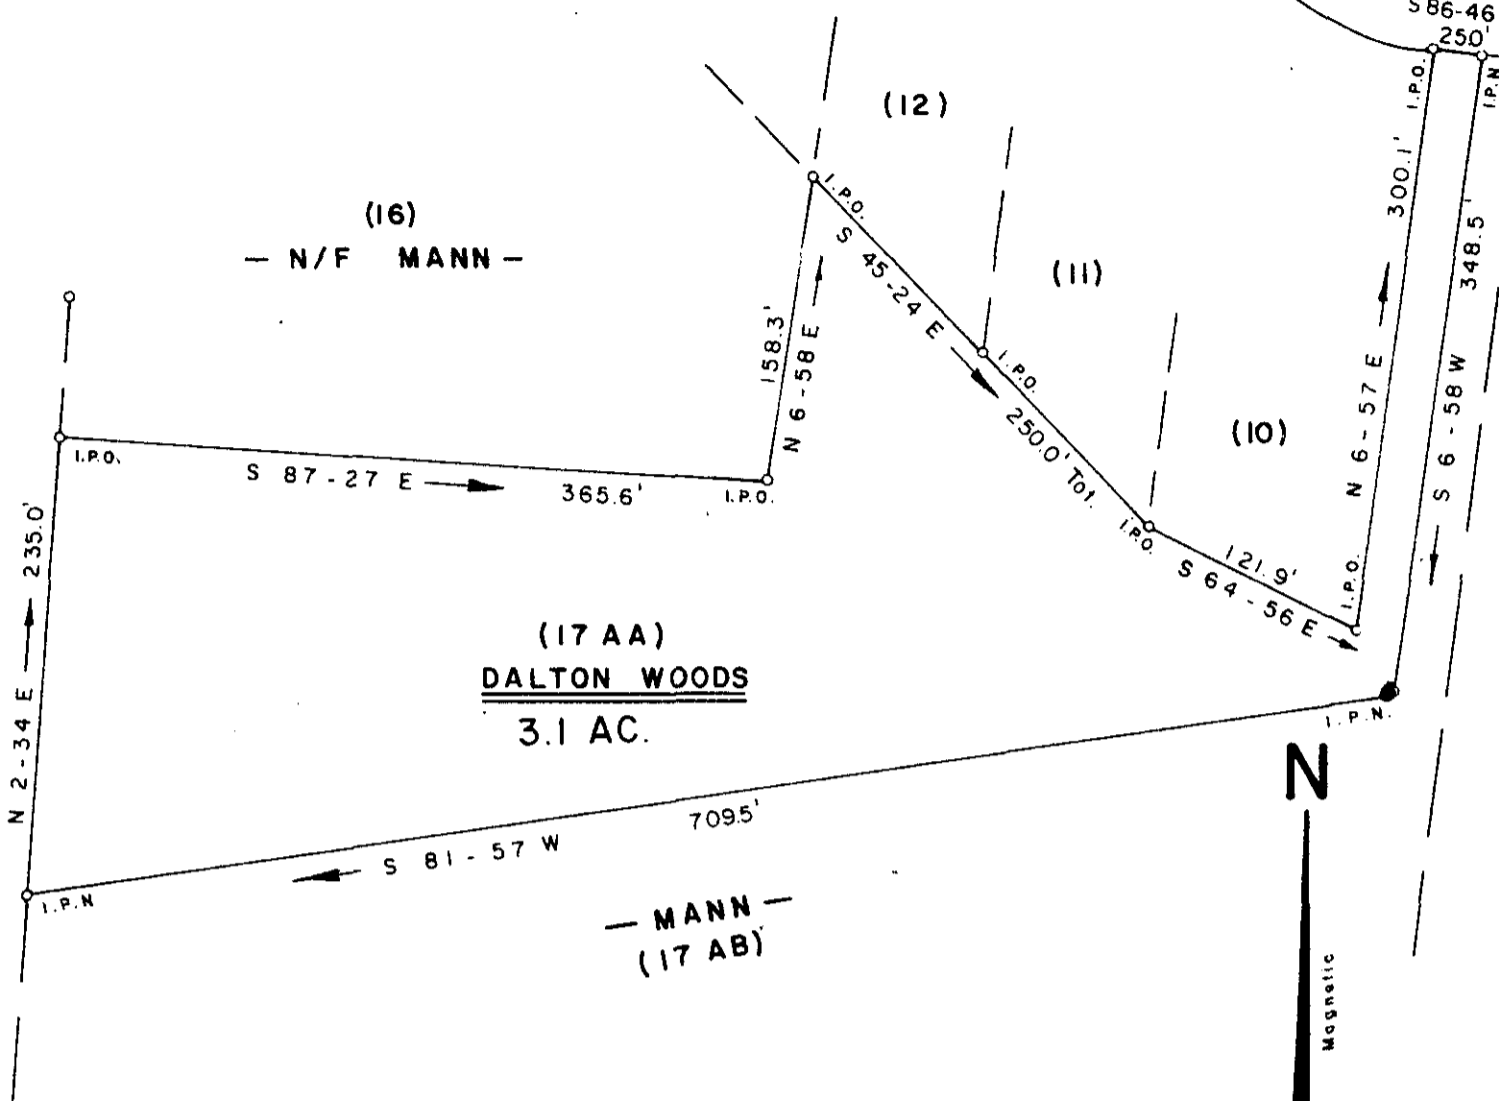 S 86-46
250'
I.P.O.
I.P.N
(12)
300.1'
348.5'
I.P.O.
(16)
— N/F MANN —
S 45-24 E
(11)
158.3'
N 6-58 E
I.P.O.
250.0' Tot.
(10)
N 6-57 E
S 6-58 W
I.P.O.
S 87-27 E
365.6'
I.P.O.
I.P.O.
121.9'
S 64-56 E
I.P.O.
235.0'
N 2-34 E
(17 AA)
DALTON WOODS
3.1 AC.
I.P.N.
N
709.5'
S 81-57 W
I.P.N
— MANN —
(17 AB)
Magnetic